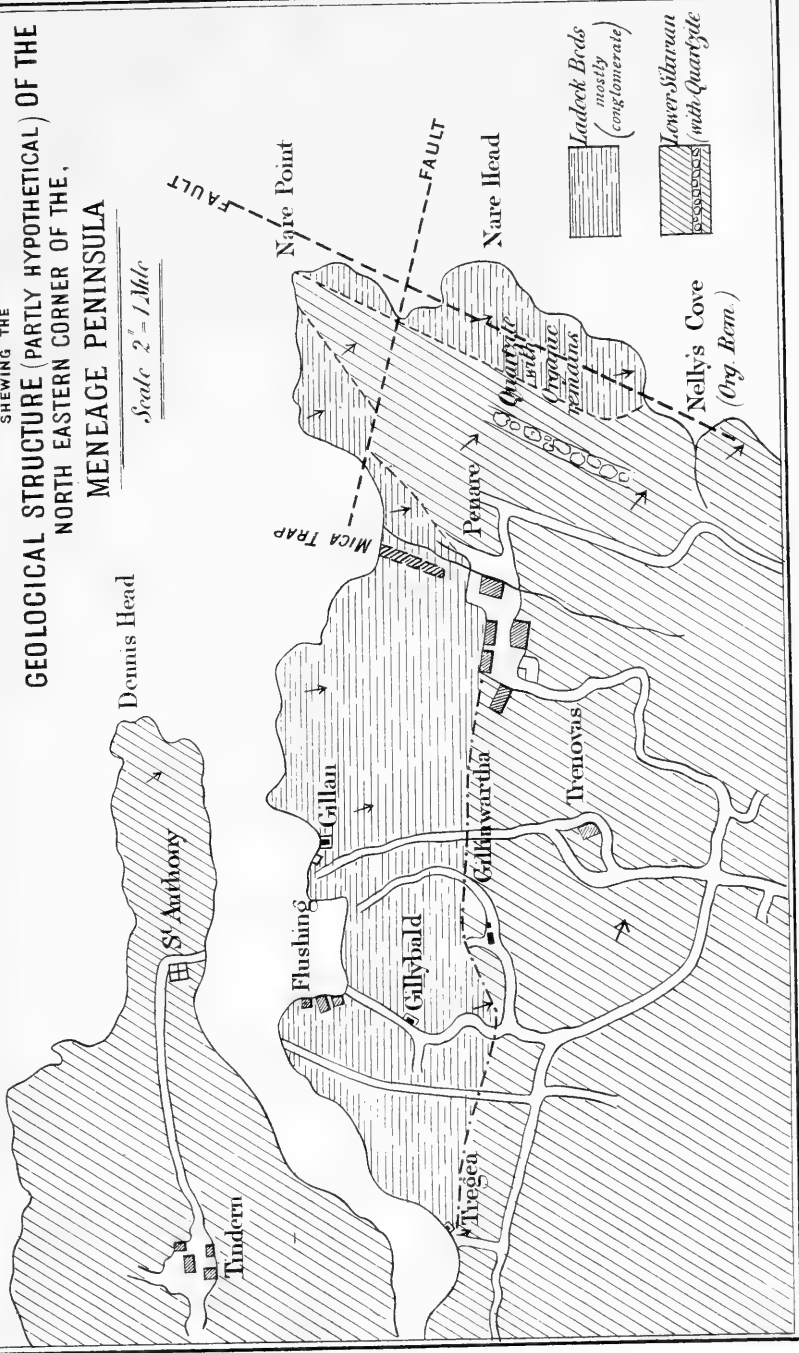 SHEWING THE
GEOLOGICAL STRUCTURE (PARTLY HYPOTHETICAL) OF THE
NORTH EASTERN CORNER OF THE,
MENEAGE PENINSULA
Scale 2" = 1 Mile
Dennis Head
St Anthony
Tindern
Nare Point
FAULT
FAULT
MICA TRAP
Nare Head
Quartzite
with
Organic
remains
Penare
Nelly's Cove
(Org. Rem.)
Gillan
Flushing
Gillybald
Gillinwartha
Trenovas
Tregea
Ladock Beds
(mostly
conglomerate)
Lower Silurian
(with Quartzite